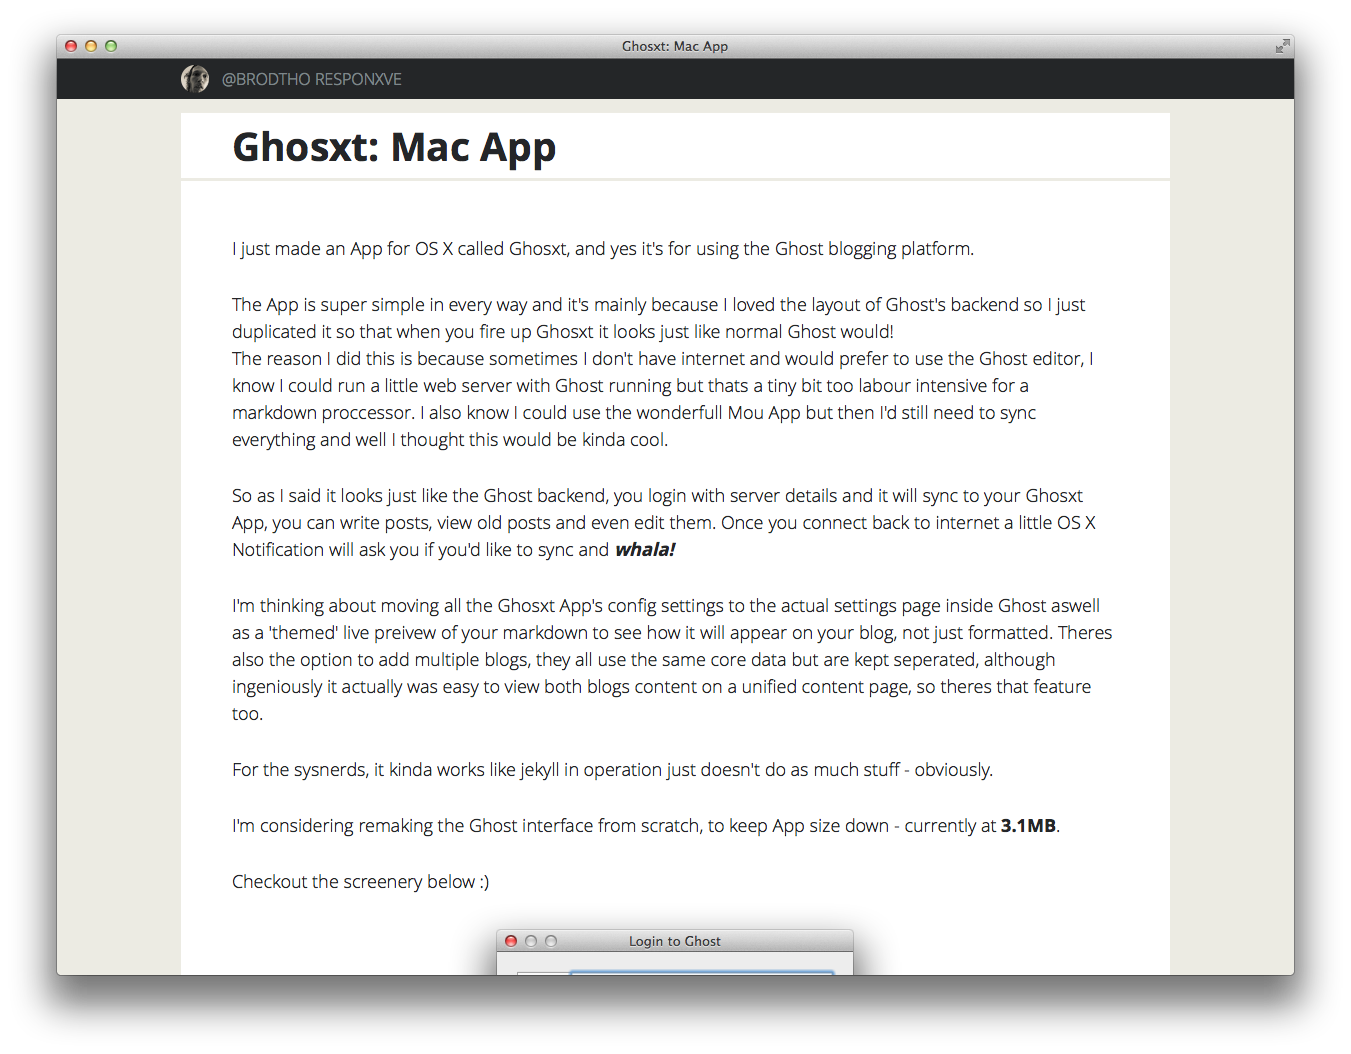 Ghosxt: Mac App
@BRODTHO RESPONXVE
Ghosxt: Mac App
I just made an App for OS X called Ghosxt, and yes it's for using the Ghost blogging platform.
The App is super simple in every way and it's mainly because I loved the layout of Ghost's backend so I just
duplicated it so that when you fire up Ghosxt it looks just like normal Ghost would!
The reason I did this is because sometimes I don't have internet and would prefer to use the Ghost editor, I
know I could run a little web server with Ghost running but thats a tiny bit too labour intensive for a
markdown proccessor. I also know I could use the wonderfull Mou App but then I'd still need to sync
everything and well I thought this would be kinda cool.
So as I said it looks just like the Ghost backend, you login with server details and it will sync to your Ghosxt
App, you can write posts, view old posts and even edit them. Once you connect back to internet a little OS X
Notification will ask you if you'd like to sync and whala!
I'm thinking about moving all the Ghosxt App's config settings to the actual settings page inside Ghost aswell
as a 'themed' live preivew of your markdown to see how it will appear on your blog, not just formatted. Theres
also the option to add multiple blogs, they all use the same core data but are kept seperated, although
ingeniously it actually was easy to view both blogs content on a unified content page, so theres that feature
too.
For the sysnerds, it kinda works like jekyll in operation just doesn't do as much stuff - obviously.
I'm considering remaking the Ghost interface from scratch, to keep App size down - currently at 3.1MB.
Checkout the screenery below :)
Login to Ghost